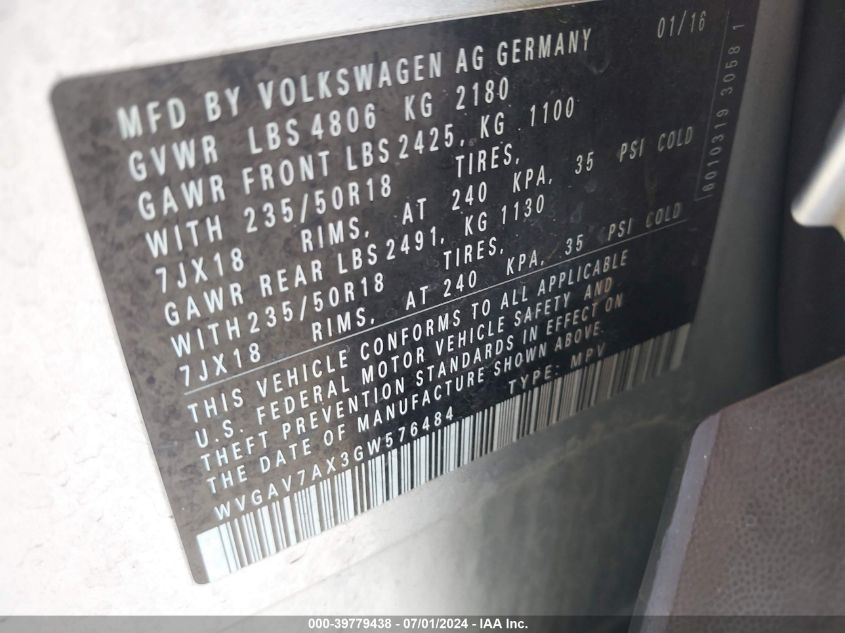 MFD BY VOLKSWAGEN AG GERMANY 01/16
GVWR LBS 4806 KG 2180
GAWR FRONT LBS 2425, KG 1100
WITH 235/50R18 TIRES,
7JX18 RIMS, AT 240 KPA, 35 PSI COLD
GAWR REAR LBS 2491, KG 1130
WITH 235/50R18 TIRES,
7JX18 RIMS, AT 240 KPA, 35 PSI COLD
THIS VEHICLE CONFORMS TO ALL APPLICABLE
U.S. FEDERAL MOTOR VEHICLE SAFETY AND
THEFT PREVENTION STANDARDS IN EFFECT ON
THE DATE OF MANUFACTURE SHOWN ABOVE.
WVGAV7AX3GW576484 TYPE: MPV
6010319 3058 1
000-39779438 - 07/01/2024 - IAA Inc.